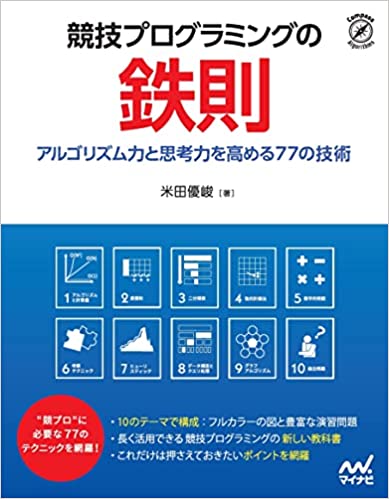 Compass
Algorithms
競技プログラミングの
鉄則
アルゴリズム力と思考力を高める77の技術
米田優峻 [著]
O(N²)
O(N)
1 アルゴリズムと計算量
2 累積和
3 二分探索
4 動的計画法
5 数学的問題
6 考察テクニック
7 ヒューリスティック
8 データ構造とクエリ処理
9 グラフアルゴリズム
10 総合問題
"競プロ"に
必要な77の
テクニックを網羅!
・10のテーマで構成:フルカラーの図と豊富な演習問題
・長く活用できる競技プログラミングの新しい教科書
・これだけは押さえておきたいポイントを網羅
マイナビ